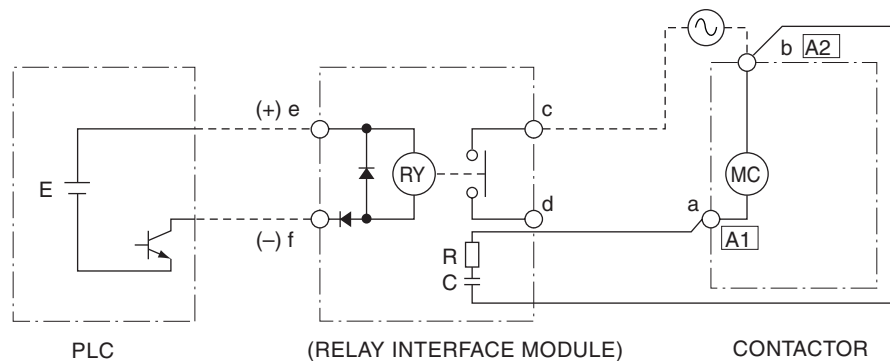 b A2
(+) e
c
E
RY
MC
a
d
(−) f
A1
R
C
PLC
(RELAY INTERFACE MODULE)
CONTACTOR